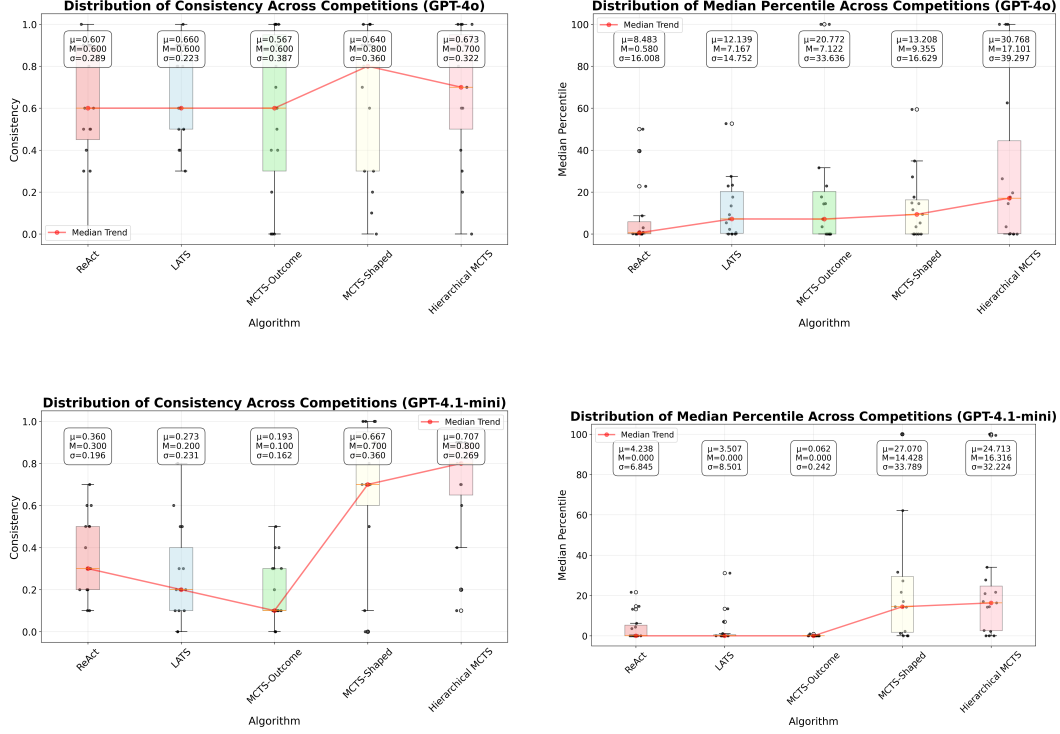 Distribution of Consistency Across Competitions (GPT-4o)
1.0
0.8
0.6
0.4
0.2
0.0
Consistency
μ=0.607
M=0.600
σ=0.289
μ=0.660
M=0.600
σ=0.223
μ=0.567
M=0.600
σ=0.387
μ=0.640
M=0.800
σ=0.360
μ=0.673
M=0.700
σ=0.322
Median Trend
ReAct
LATS
MCTS-Outcome
MCTS-Shaped
Hierarchical MCTS
Algorithm
Distribution of Median Percentile Across Competitions (GPT-4o)
100
80
60
40
20
0
Median Percentile
Median Trend
μ=8.483
M=0.580
σ=16.008
μ=12.139
M=7.167
σ=14.752
μ=20.772
M=7.122
σ=33.636
μ=13.208
M=9.355
σ=16.629
μ=30.768
M=17.101
σ=39.297
ReAct
LATS
MCTS-Outcome
MCTS-Shaped
Hierarchical MCTS
Algorithm
Distribution of Consistency Across Competitions (GPT-4.1-mini)
1.0
0.8
0.6
0.4
0.2
0.0
Consistency
Median Trend
μ=0.360
M=0.300
σ=0.196
μ=0.273
M=0.200
σ=0.231
μ=0.193
M=0.100
σ=0.162
μ=0.667
M=0.700
σ=0.360
μ=0.707
M=0.800
σ=0.269
ReAct
LATS
MCTS-Outcome
MCTS-Shaped
Hierarchical MCTS
Algorithm
Distribution of Median Percentile Across Competitions (GPT-4.1-mini)
100
80
60
40
20
0
Median Percentile
Median Trend
μ=4.238
M=0.000
σ=6.845
μ=3.507
M=0.000
σ=8.501
μ=0.062
M=0.000
σ=0.242
μ=27.070
M=14.428
σ=33.789
μ=24.713
M=16.316
σ=32.224
ReAct
LATS
MCTS-Outcome
MCTS-Shaped
Hierarchical MCTS
Algorithm